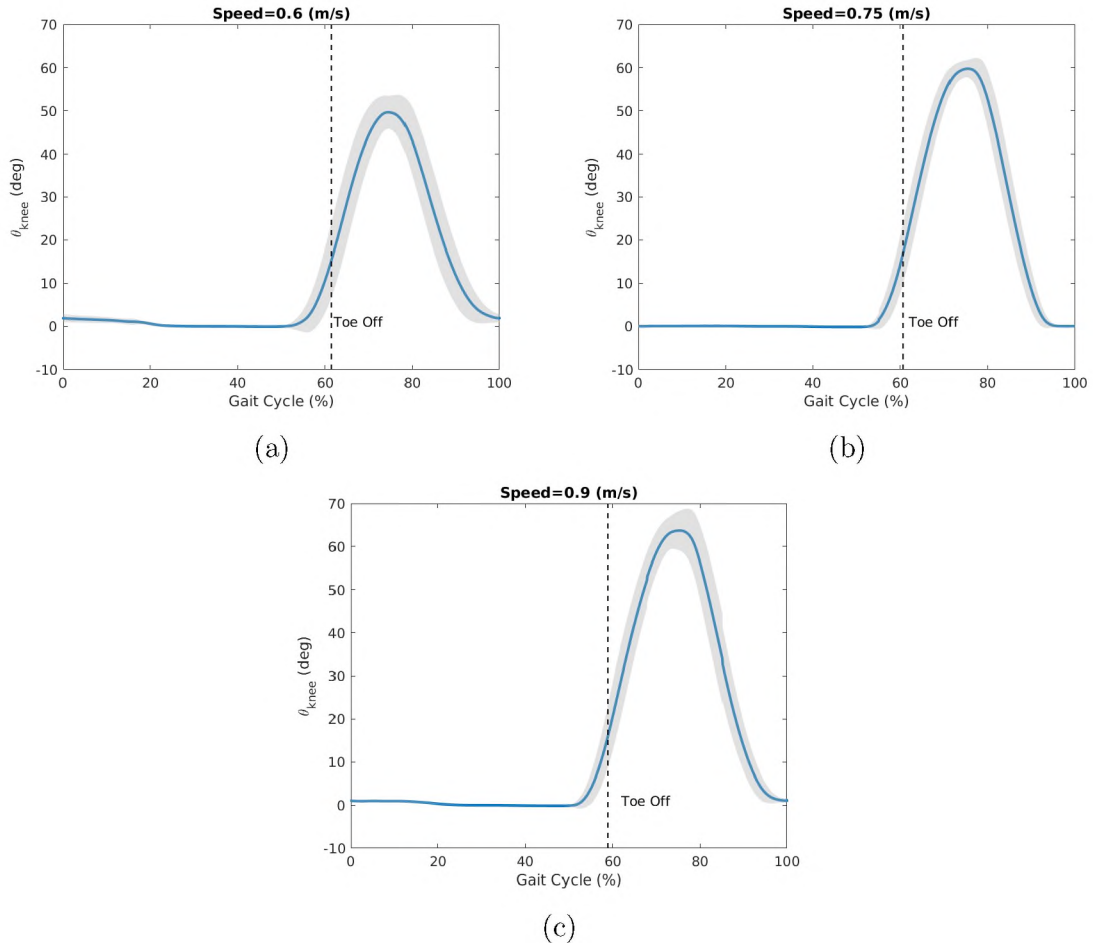 Speed=0.6 (m/s)
70
60
50
40
30
20
10
0
-10
θknee (deg)
Toe Off
0 20 40 60 80 100
Gait Cycle (%)
(a)
Speed=0.75 (m/s)
70
60
50
40
30
20
10
0
-10
θknee (deg)
Toe Off
0 20 40 60 80 100
Gait Cycle (%)
(b)
Speed=0.9 (m/s)
70
60
50
40
30
20
10
0
-10
θknee (deg)
Toe Off
0 20 40 60 80 100
Gait Cycle (%)
(c)